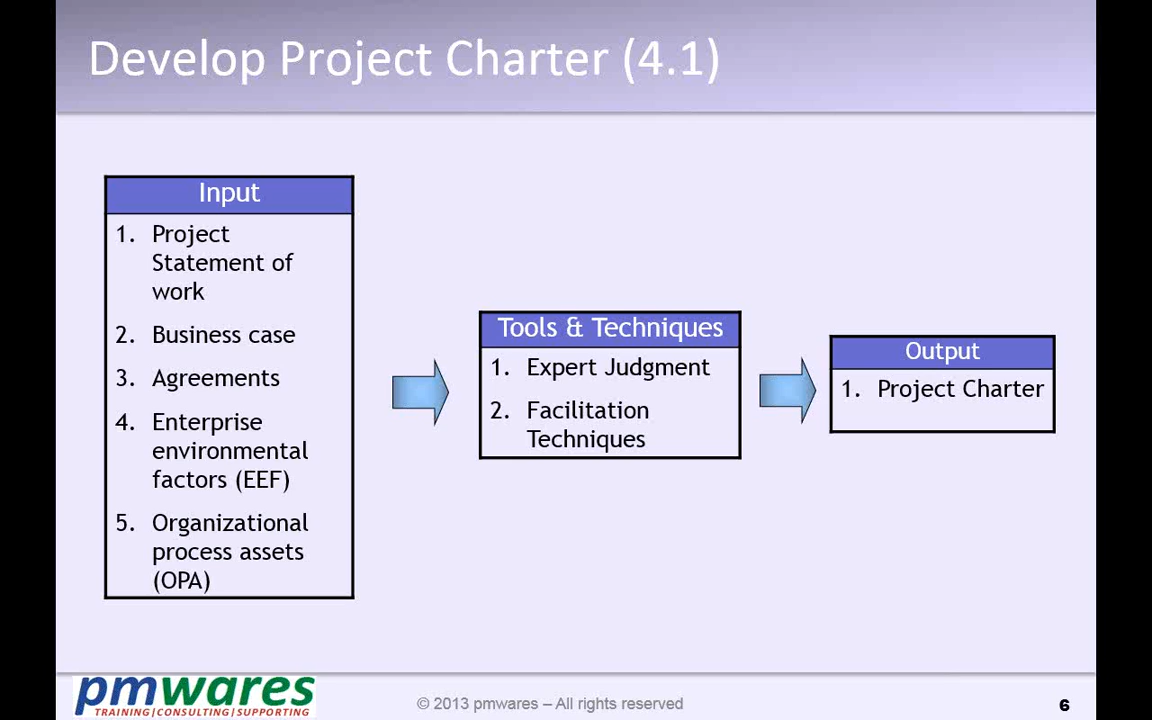 Develop Project Charter (4.1)
Input
1. Project
Statement of
work
2. Business case
3. Agreements
4. Enterprise
environmental
factors (EEF)
5. Organizational
process assets
(OPA)
Tools & Techniques
1. Expert Judgment
2. Facilitation
Techniques
Output
1. Project Charter
pmwares
TRAINING|CONSULTING|SUPPORTING
© 2013 pmwares – All rights reserved
6